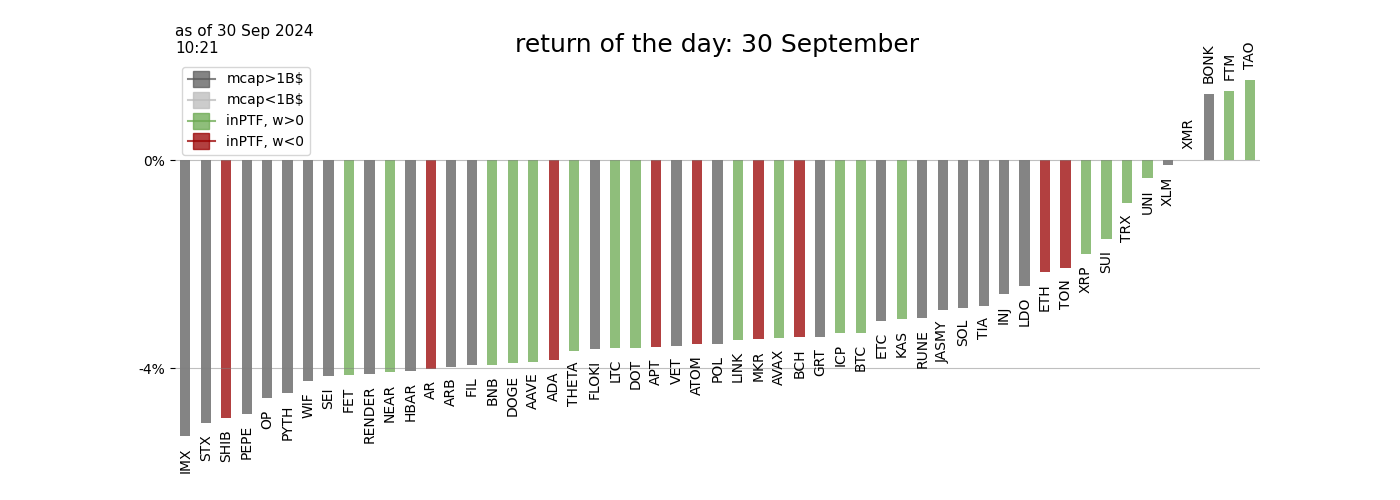 as of 30 Sep 2024
10:21
return of the day: 30 September
mcap>1B$
mcap<1B$
inPTF, w>0
inPTF, w<0
0%
-4%
IMX
STX
SHIB
PEPE
OP
PYTH
WIF
SEI
FET
RENDER
NEAR
HBAR
AR
ARB
FIL
BNB
DOGE
AAVE
ADA
THETA
FLOKI
LTC
DOT
APT
VET
ATOM
POL
LINK
MKR
AVAX
BCH
GRT
ICP
BTC
ETC
KAS
RUNE
JASMY
SOL
TIA
INJ
LDO
ETH
TON
XRP
SUI
TRX
UNI
XLM
XMR
BONK
FTM
TAO